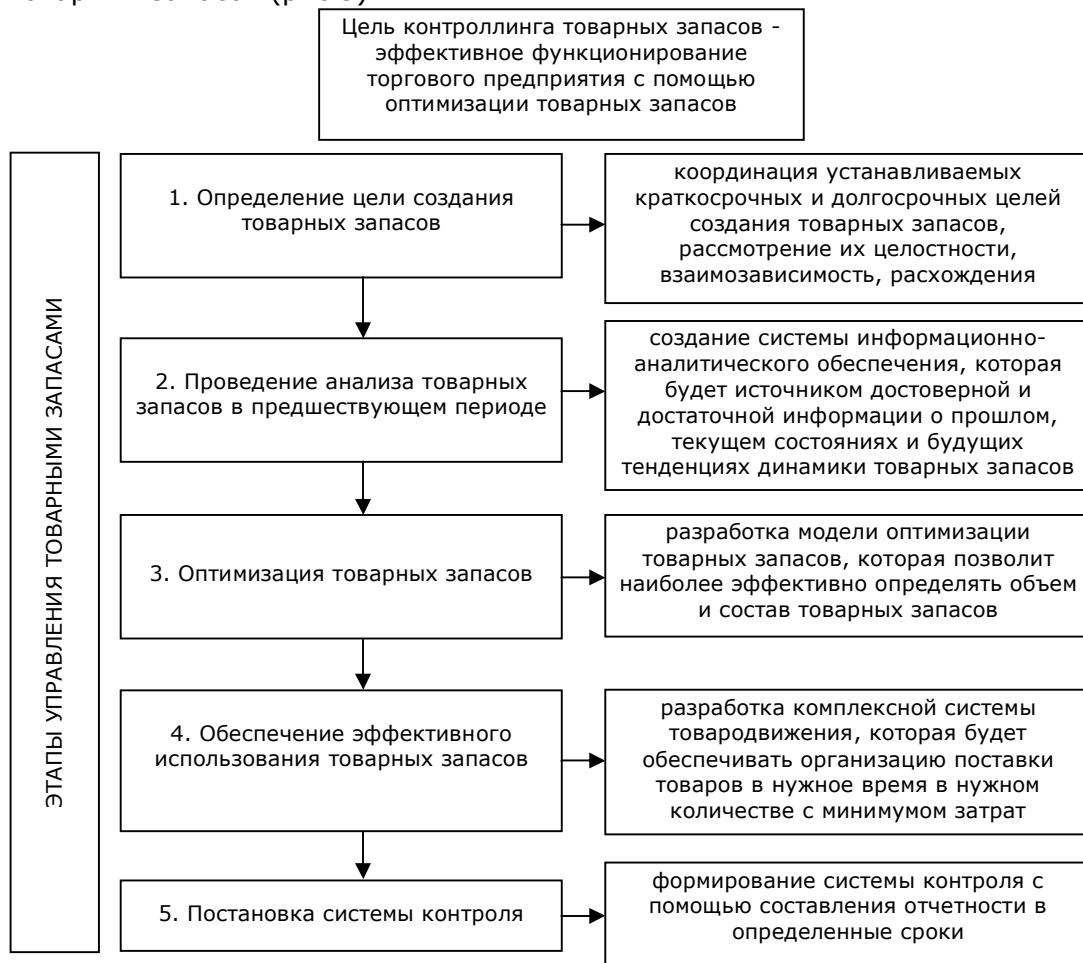 Цель контроллинга товарных запасов -
эффективное функционирование
торгового предприятия с помощью
оптимизации товарных запасов
ЭТАПЫ УПРАВЛЕНИЯ ТОВАРНЫМИ ЗАПАСАМИ
1. Определение цели создания
товарных запасов
координация устанавливаемых
краткосрочных и долгосрочных целей
создания товарных запасов,
рассмотрение их целостности,
взаимозависимость, расхождения
2. Проведение анализа товарных
запасов в предшествующем периоде
создание системы информационно-
аналитического обеспечения, которая
будет источником достоверной и
достаточной информации о прошлом,
текущем состояниях и будущих
тенденциях динамики товарных запасов
3. Оптимизация товарных запасов
разработка модели оптимизации
товарных запасов, которая позволит
наиболее эффективно определять объем
и состав товарных запасов
4. Обеспечение эффективного
использования товарных запасов
разработка комплексной системы
товародвижения, которая будет
обеспечивать организацию поставки
товаров в нужное время в нужном
количестве с минимумом затрат
5. Постановка системы контроля
формирование системы контроля с
помощью составления отчетности в
определенные сроки